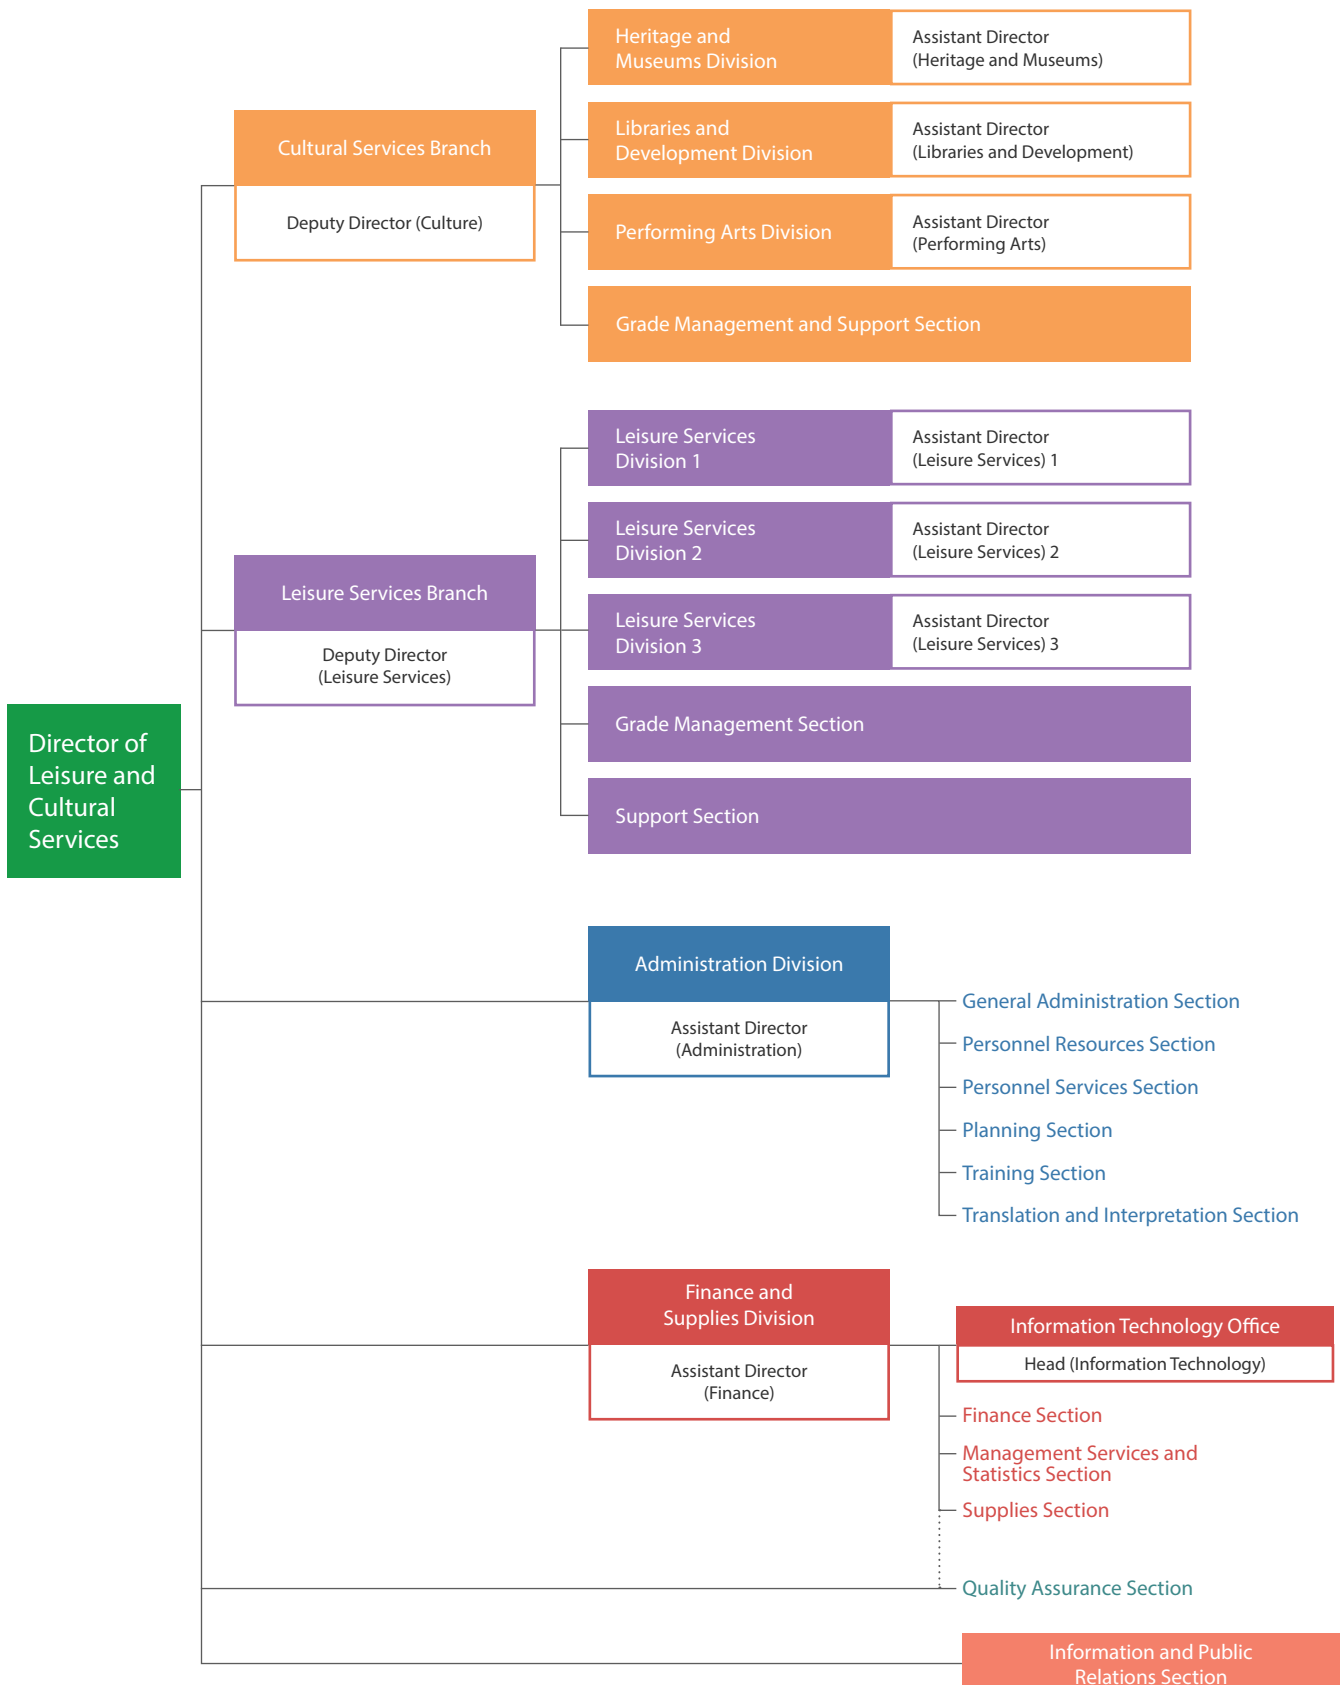 Director of
Leisure and
Cultural
Services
Cultural Services Branch
Deputy Director (Culture)
Heritage and
Museums Division
Assistant Director
(Heritage and Museums)
Libraries and
Development Division
Assistant Director
(Libraries and Development)
Performing Arts Division
Assistant Director
(Performing Arts)
Grade Management and Support Section
Leisure Services Branch
Deputy Director
(Leisure Services)
Leisure Services
Division 1
Assistant Director
(Leisure Services) 1
Leisure Services
Division 2
Assistant Director
(Leisure Services) 2
Leisure Services
Division 3
Assistant Director
(Leisure Services) 3
Grade Management Section
Support Section
Administration Division
Assistant Director
(Administration)
General Administration Section
Personnel Resources Section
Personnel Services Section
Planning Section
Training Section
Translation and Interpretation Section
Finance and
Supplies Division
Assistant Director
(Finance)
Information Technology Office
Head (Information Technology)
Finance Section
Management Services and
Statistics Section
Supplies Section
Quality Assurance Section
Information and Public
Relations Section